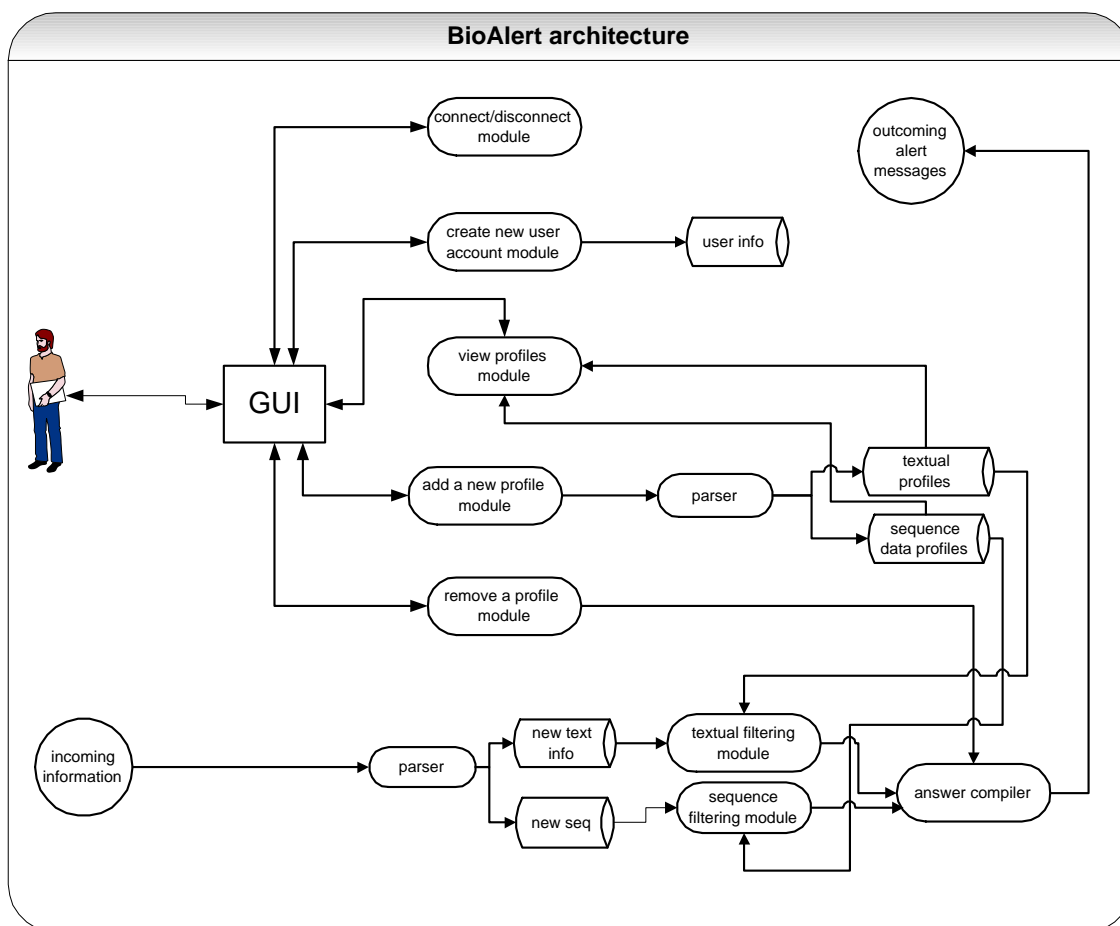 BioAlert architecture
connect/disconnect
module
outcoming
alert
messages
create new user
account module
user info
view profiles
module
GUI
textual
profiles
add a new profile
module
parser
sequence
data profiles
remove a profile
module
new text
info
textual filtering
module
incoming
information
parser
answer compiler
sequence
filtering module
new seq